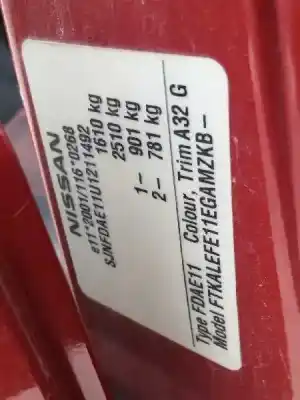 NISSAN
e11*2001/116*0268
SJNFDAE11U1211492
1610 kg
2510 kg
1– 901 kg
2– 781 kg
Type FDAE11 Colour, Trim A32 G
Model FTKALEFE11EGAMZKB –